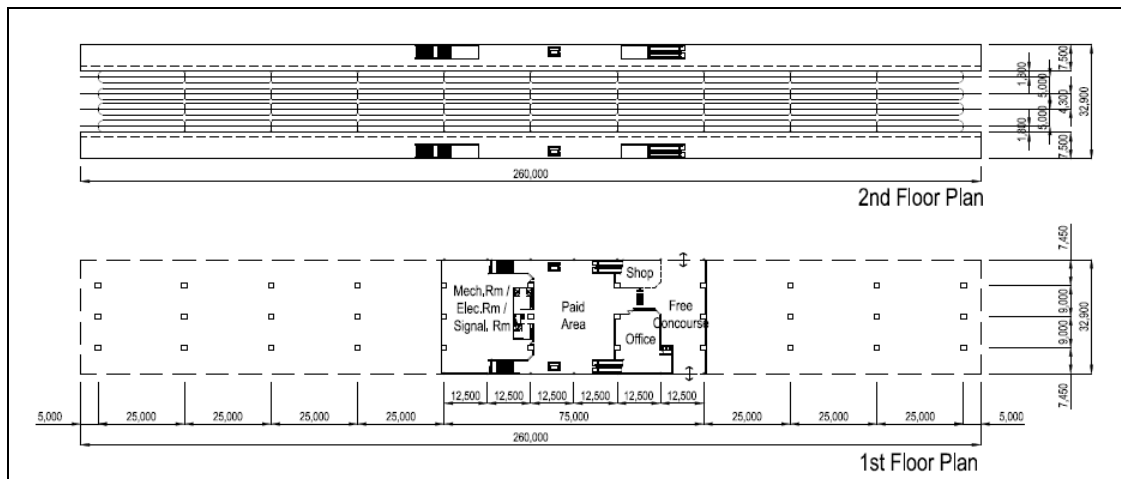 7,500
1,800
5,000
4,300
5,000
1,800
7,500
32,900
260,000
2nd Floor Plan
7,450
Shop
Mech.Rm /
Elec.Rm /
Signal. Rm
Paid
Area
Free
Concourse
Office
9,000
9,000
32,900
7,450
12,500 12,500 12,500 12,500 12,500 12,500
5,000 25,000 25,000 25,000 25,000 75,000 25,000 25,000 25,000 5,000
260,000
1st Floor Plan